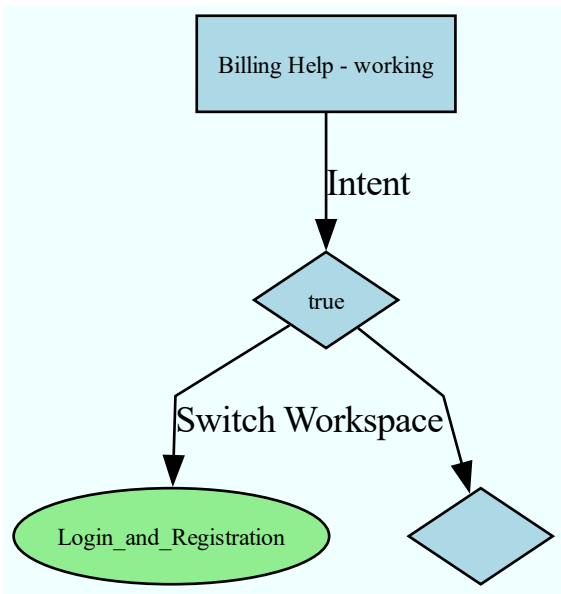 Billing Help - working
Intent
true
Switch Workspace
Login_and_Registration